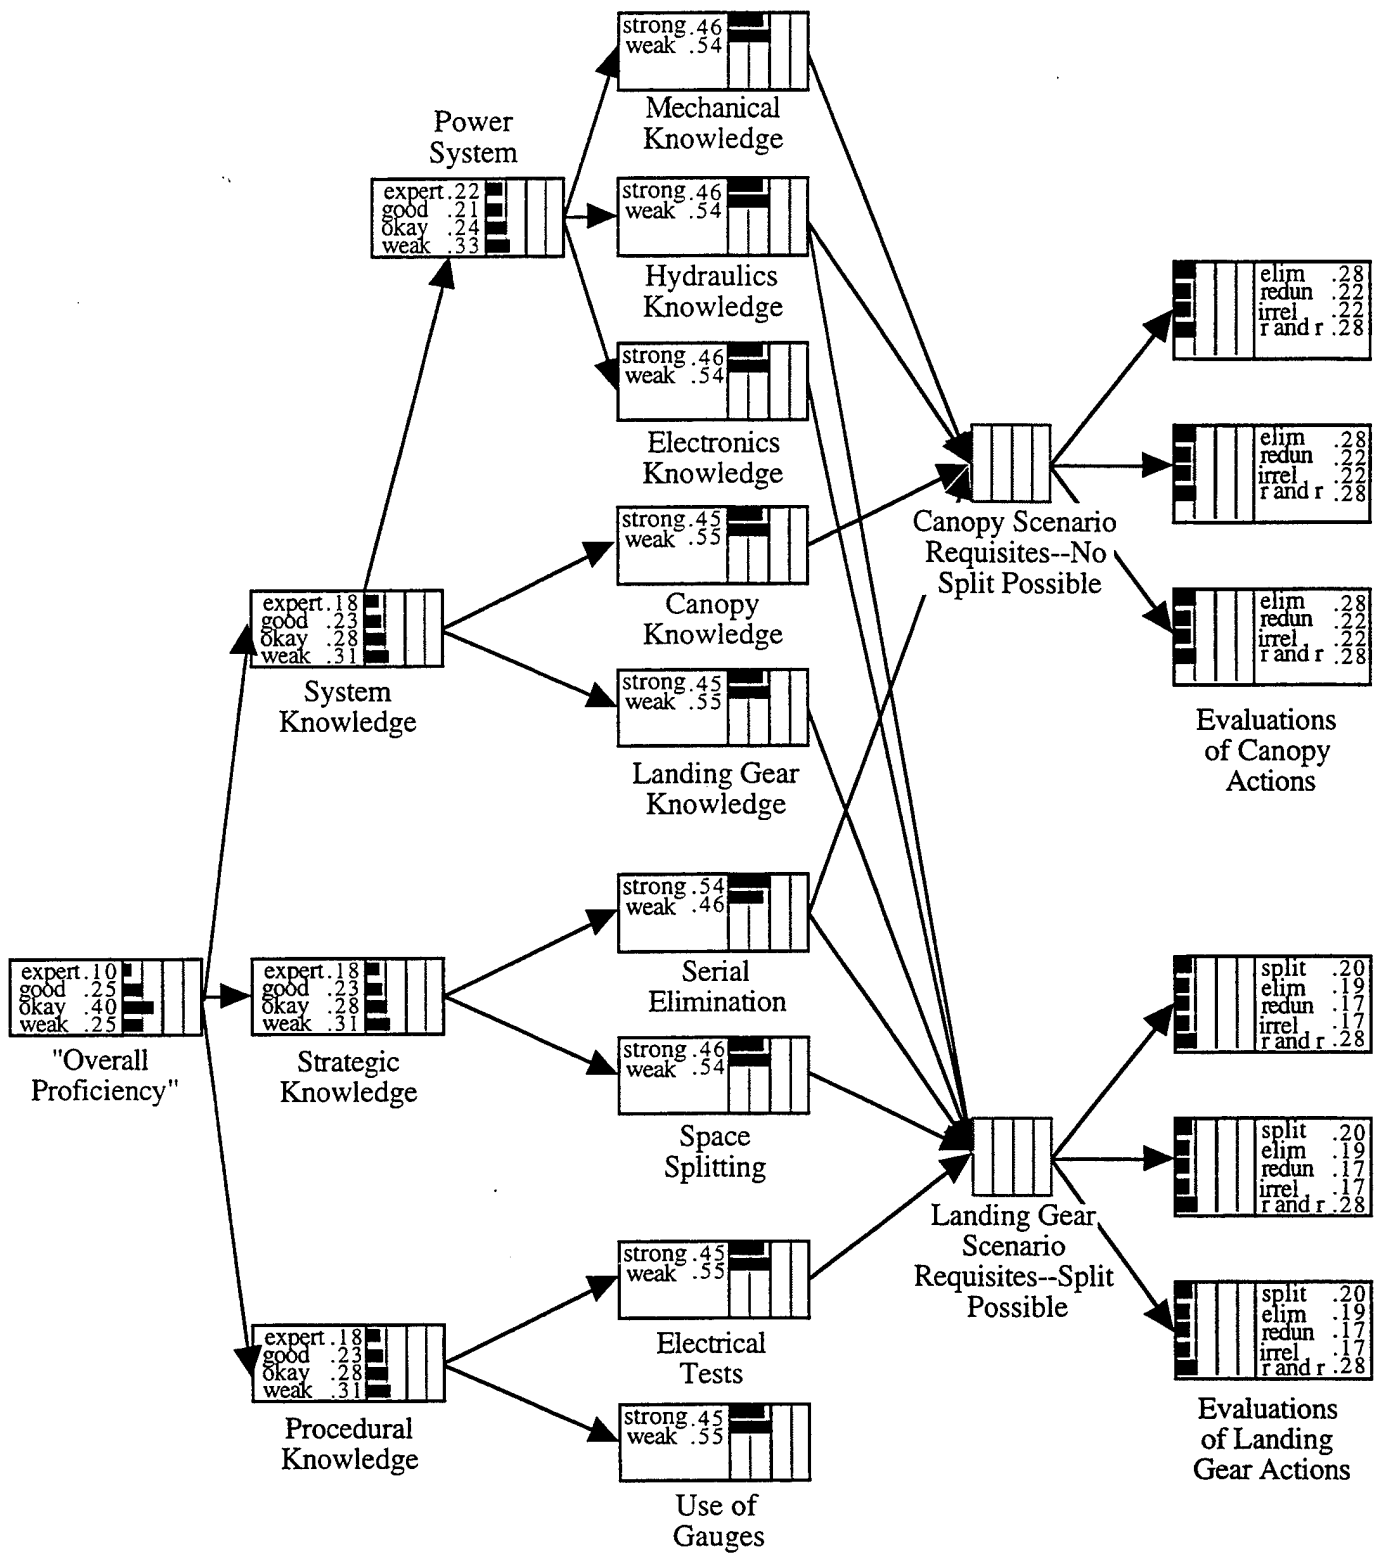 strong .46
weak .54
Mechanical
Knowledge
Power
System
expert .22
good .21
okay .24
weak .33
strong .46
weak .54
Hydraulics
Knowledge
strong .46
weak .54
Electronics
Knowledge
strong .45
weak .55
Canopy
Knowledge
expert .18
good .23
okay .28
weak .31
System
Knowledge
strong .45
weak .55
Landing Gear
Knowledge
strong .54
weak .46
Serial
Elimination
expert .10
good .25
okay .40
weak .25
"Overall
Proficiency"
expert .18
good .23
okay .28
weak .31
Strategic
Knowledge
strong .46
weak .54
Space
Splitting
strong .45
weak .55
Electrical
Tests
expert .18
good .23
okay .28
weak .31
Procedural
Knowledge
strong .45
weak .55
Use of
Gauges
Canopy Scenario
Requisites--No
Split Possible
Landing Gear
Scenario
Requisites--Split
Possible
elim .28
redun .22
irrel .22
r and r .28
elim .28
redun .22
irrel .22
r and r .28
elim .28
redun .22
irrel .22
r and r .28
Evaluations
of Canopy
Actions
split .20
elim .19
redun .17
irrel .17
r and r .28
split .20
elim .19
redun .17
irrel .17
r and r .28
split .20
elim .19
redun .17
irrel .17
r and r .28
Evaluations
of Landing
Gear Actions